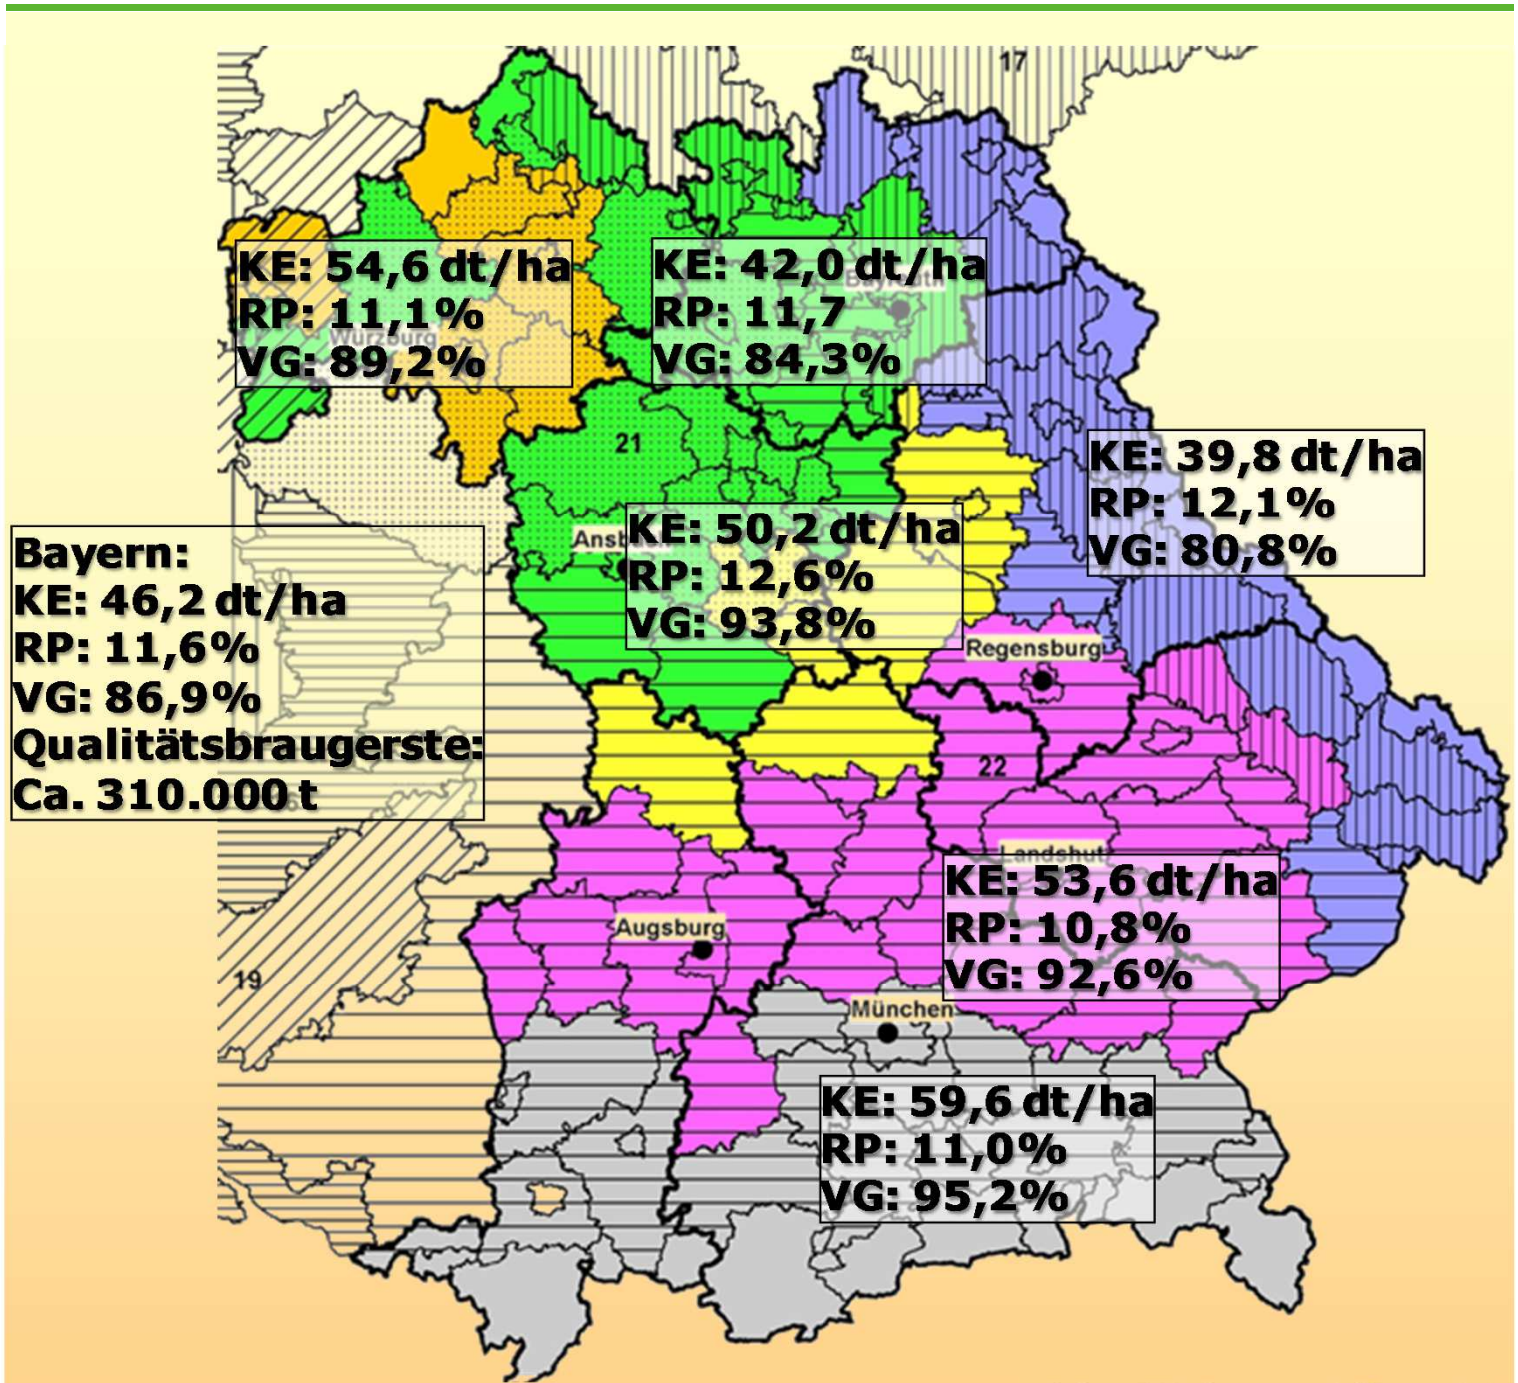 17
KE: 54,6 dt/ha
RP: 11,1%
VG: 89,2%
Würzburg
KE: 42,0 dt/ha
RP: 11,7
VG: 84,3%
Bayreuth
21
KE: 39,8 dt/ha
RP: 12,1%
VG: 80,8%
Bayern:
KE: 46,2 dt/ha
RP: 11,6%
VG: 86,9%
Qualitätsbraugerste:
Ca. 310.000 t
KE: 50,2 dt/ha
RP: 12,6%
VG: 93,8%
Regensburg
22
Landshut
KE: 53,6 dt/ha
RP: 10,8%
VG: 92,6%
Augsburg
19
München
KE: 59,6 dt/ha
RP: 11,0%
VG: 95,2%